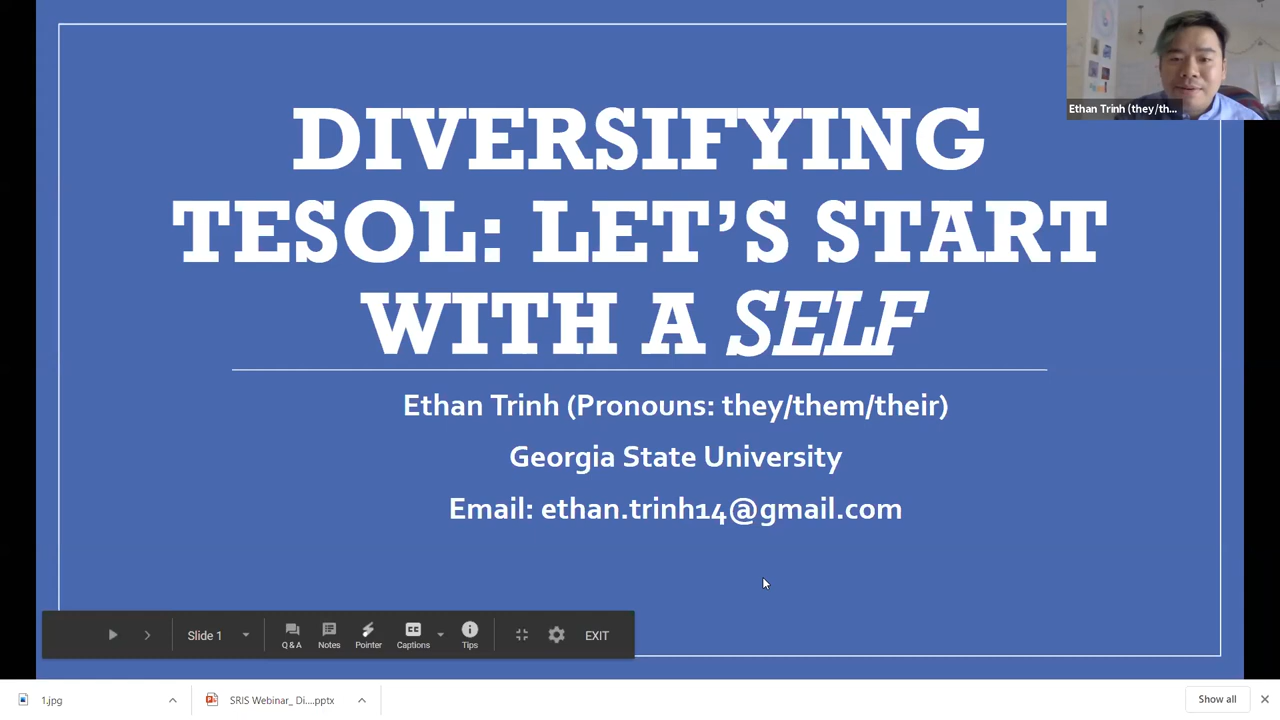 DIVERSIFYING
TESOL: LET'S START
WITH A SELF
Ethan Trinh (Pronouns: they/them/their)
Georgia State University
Email: ethan.trinh14@gmail.com
Ethan Trinh (they/th...
Slide 1
Q & A
Notes
Pointer
CC
Captions
Tips
EXIT
1.jpg
SRIS Webinar_ Di....pptx
Show all